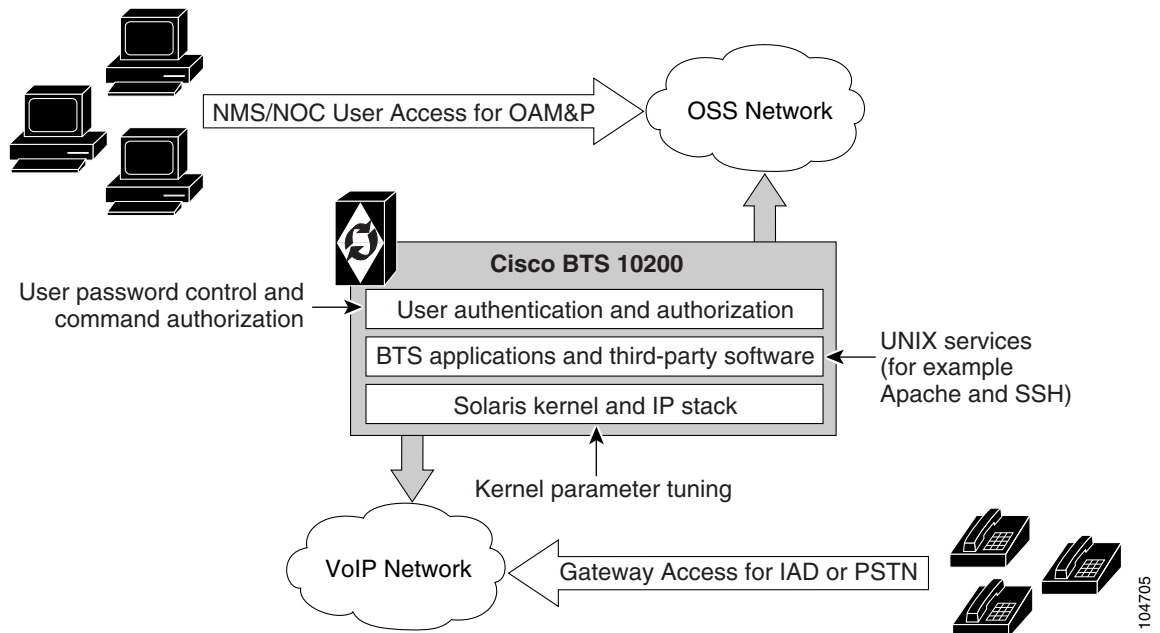 NMS/NOC User Access for OAM&P
OSS Network
Cisco BTS 10200
User password control and
command authorization
User authentication and authorization
BTS applications and third-party software
UNIX services
(for example
Apache and SSH)
Solaris kernel and IP stack
Kernel parameter tuning
VoIP Network
Gateway Access for IAD or PSTN
104705